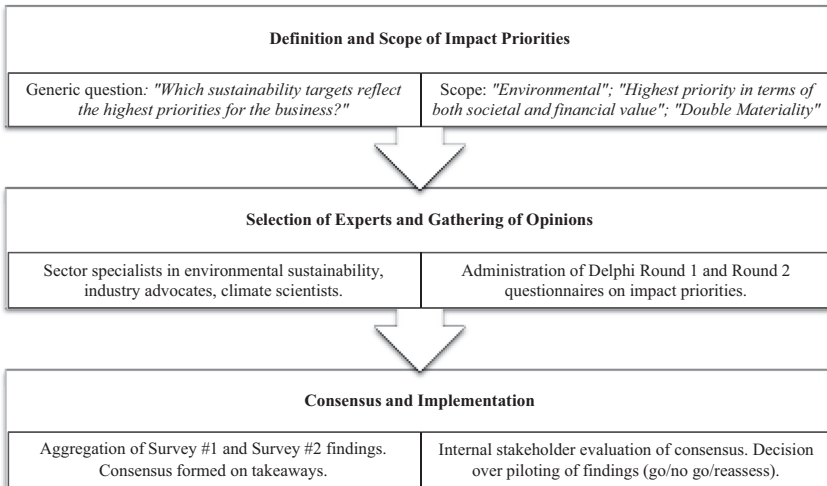 Definition and Scope of Impact Priorities
Generic question: "Which sustainability targets reflect
the highest priorities for the business?"
Scope: "Environmental"; "Highest priority in terms of
both societal and financial value"; "Double Materiality"
Selection of Experts and Gathering of Opinions
Sector specialists in environmental sustainability,
industry advocates, climate scientists.
Administration of Delphi Round 1 and Round 2
questionnaires on impact priorities.
Consensus and Implementation
Aggregation of Survey #1 and Survey #2 findings.
Consensus formed on takeaways.
Internal stakeholder evaluation of consensus. Decision
over piloting of findings (go/no go/reassess).